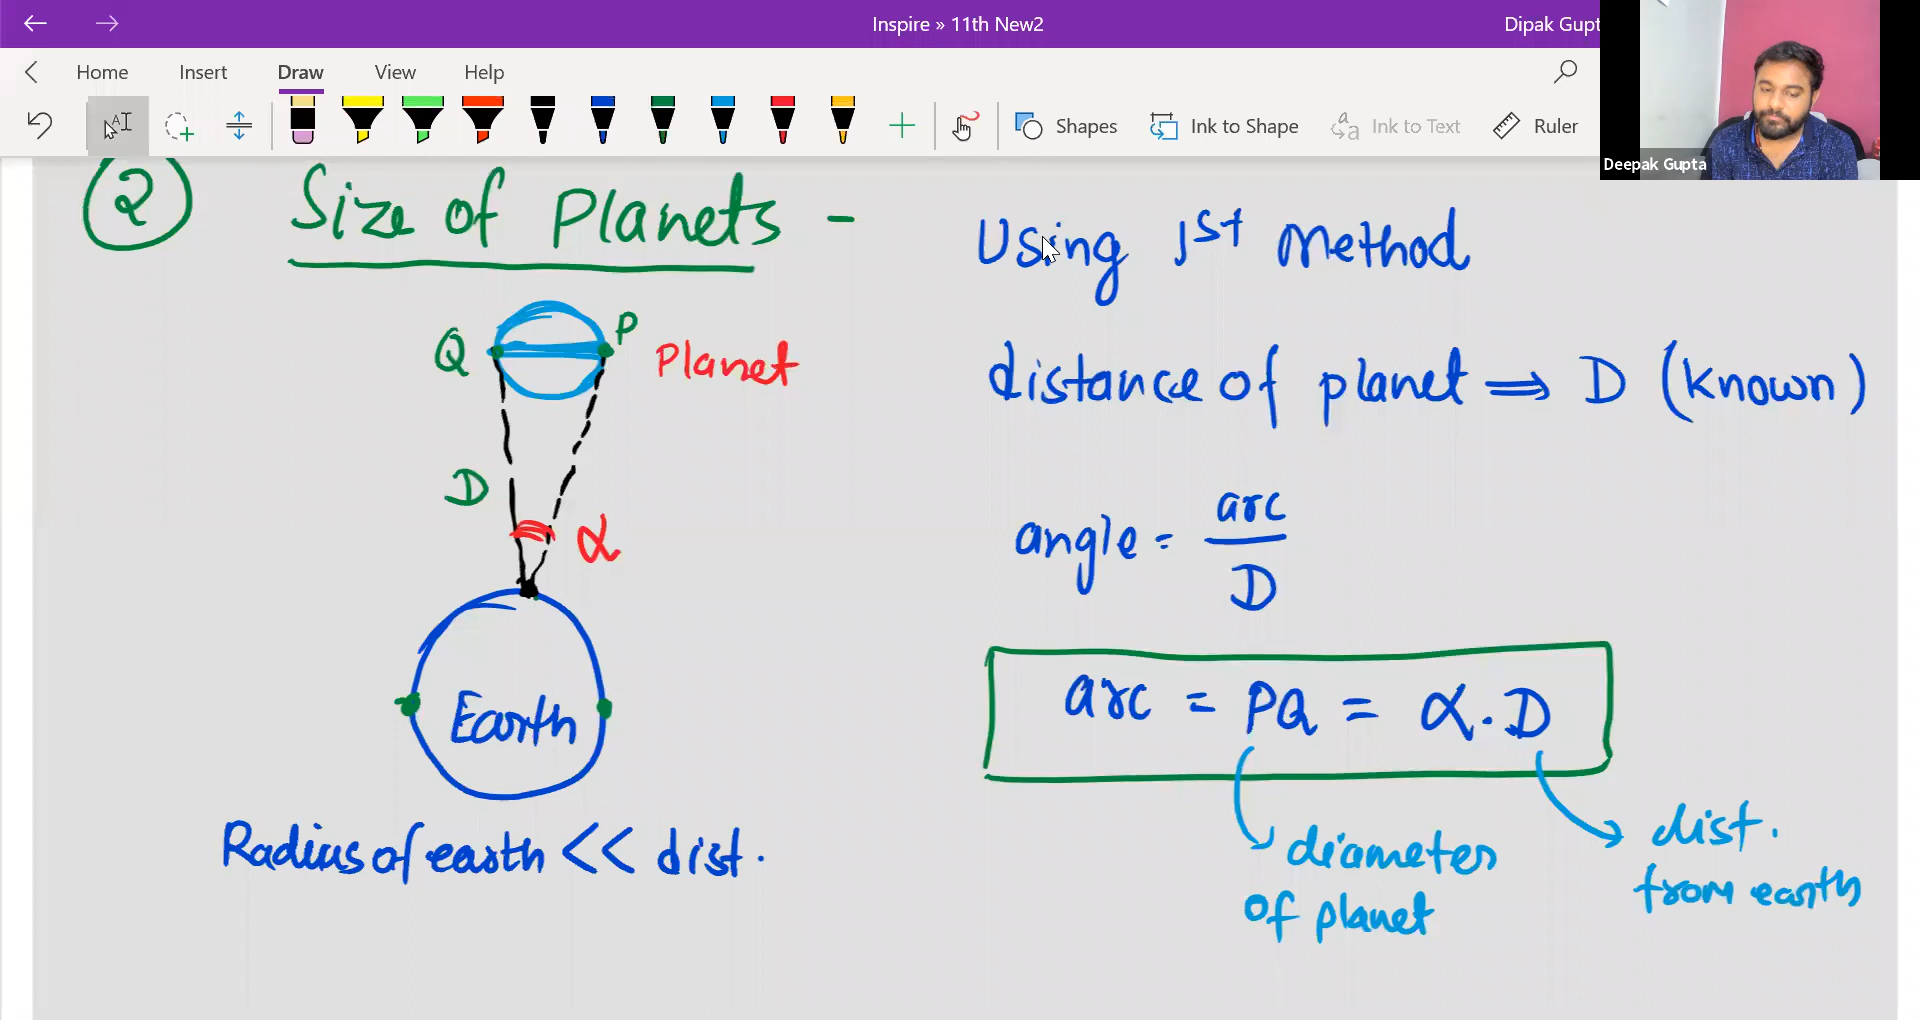 Inspire » 11th New2
Dipak Gupt
Home Insert Draw View Help
Shapes Ink to Shape Ink to Text Ruler
Deepak Gupta
2 Size of Planets -
Using 1st Method
Q P Planet
distance of planet ⇒ D (known)
D α
angle = arc / D
Earth
arc = PQ = α . D
Radius of earth << dist.
diameter of planet
dist. from earth